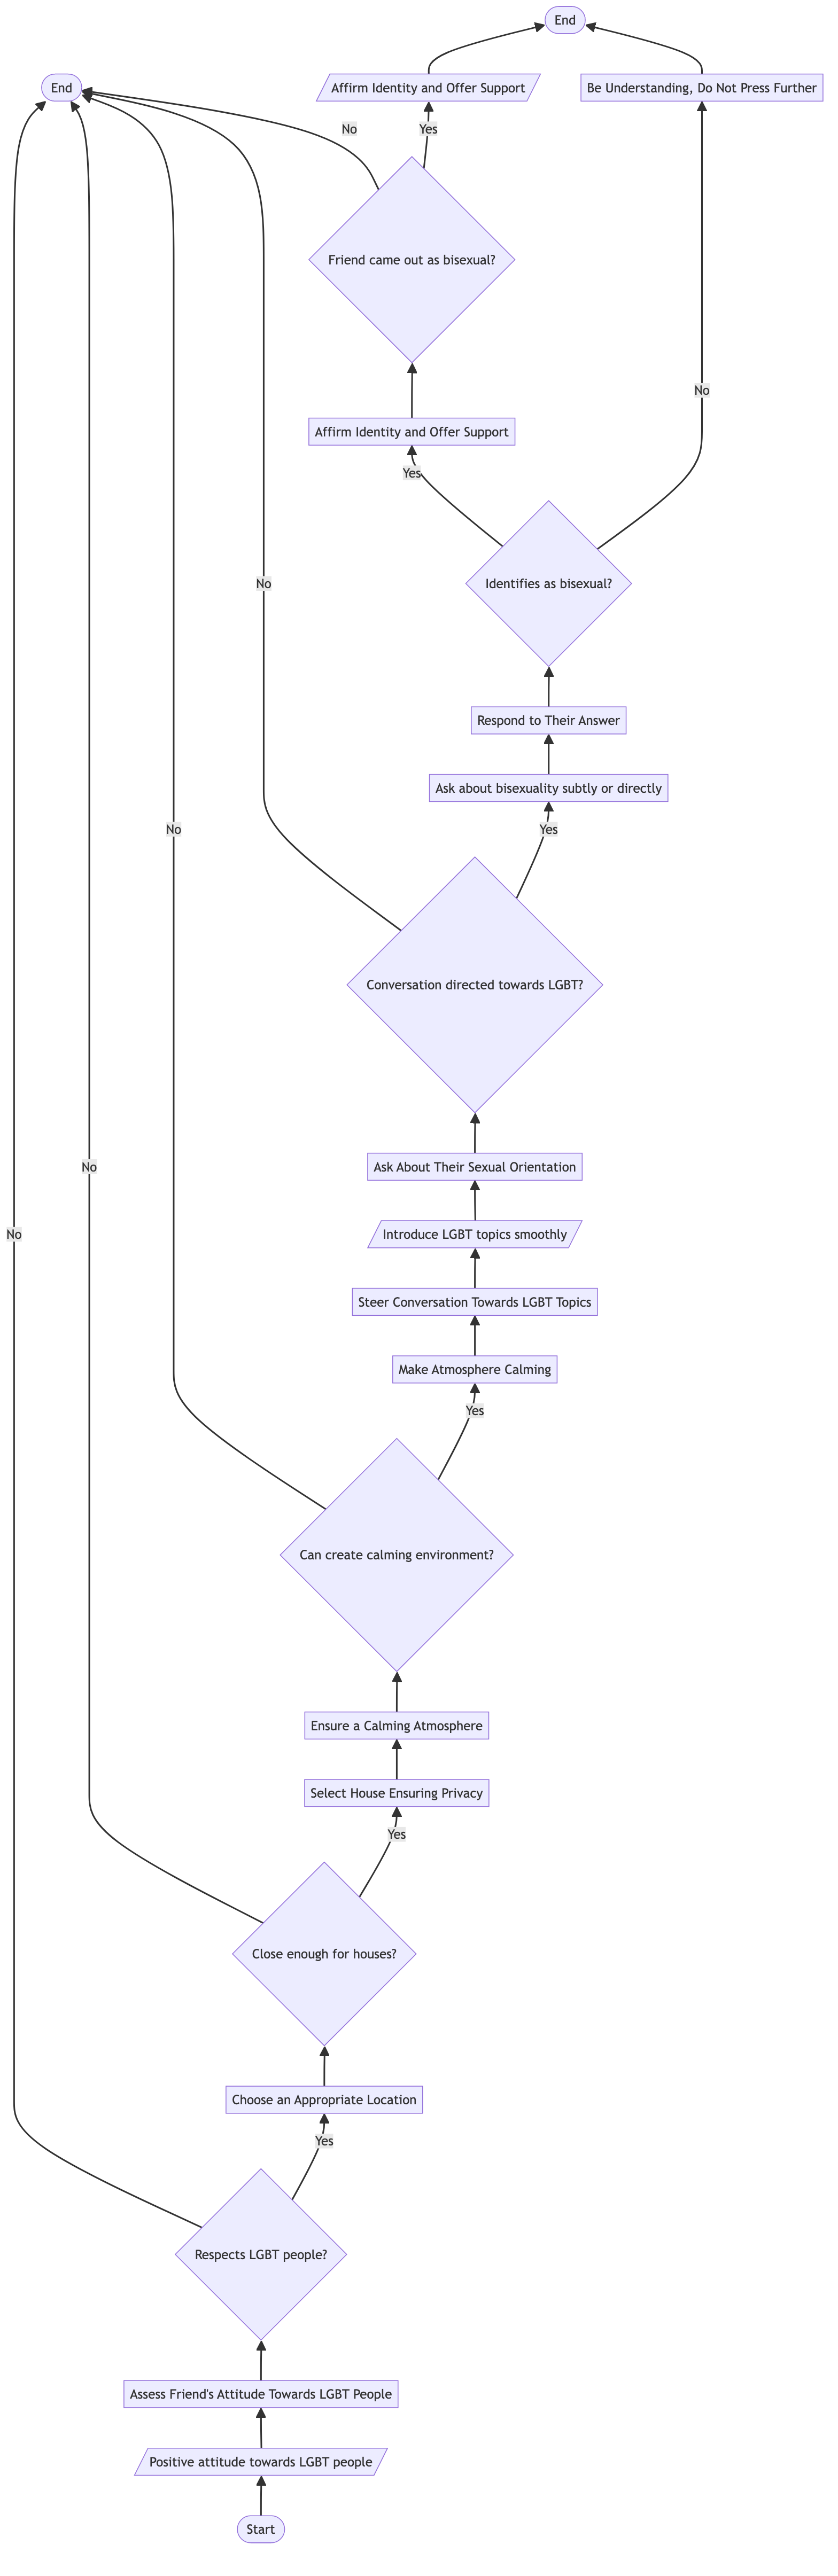 End
End
Affirm Identity and Offer Support
Be Understanding, Do Not Press Further
No
Yes
Friend came out as bisexual?
No
Affirm Identity and Offer Support
Yes
No
Identifies as bisexual?
Respond to Their Answer
Ask about bisexuality subtly or directly
No
Yes
Conversation directed towards LGBT?
Ask About Their Sexual Orientation
No
No
Introduce LGBT topics smoothly
Steer Conversation Towards LGBT Topics
Make Atmosphere Calming
Yes
Can create calming environment?
Ensure a Calming Atmosphere
Select House Ensuring Privacy
Yes
Close enough for houses?
Choose an Appropriate Location
Yes
Respects LGBT people?
Assess Friend's Attitude Towards LGBT People
Positive attitude towards LGBT people
Start